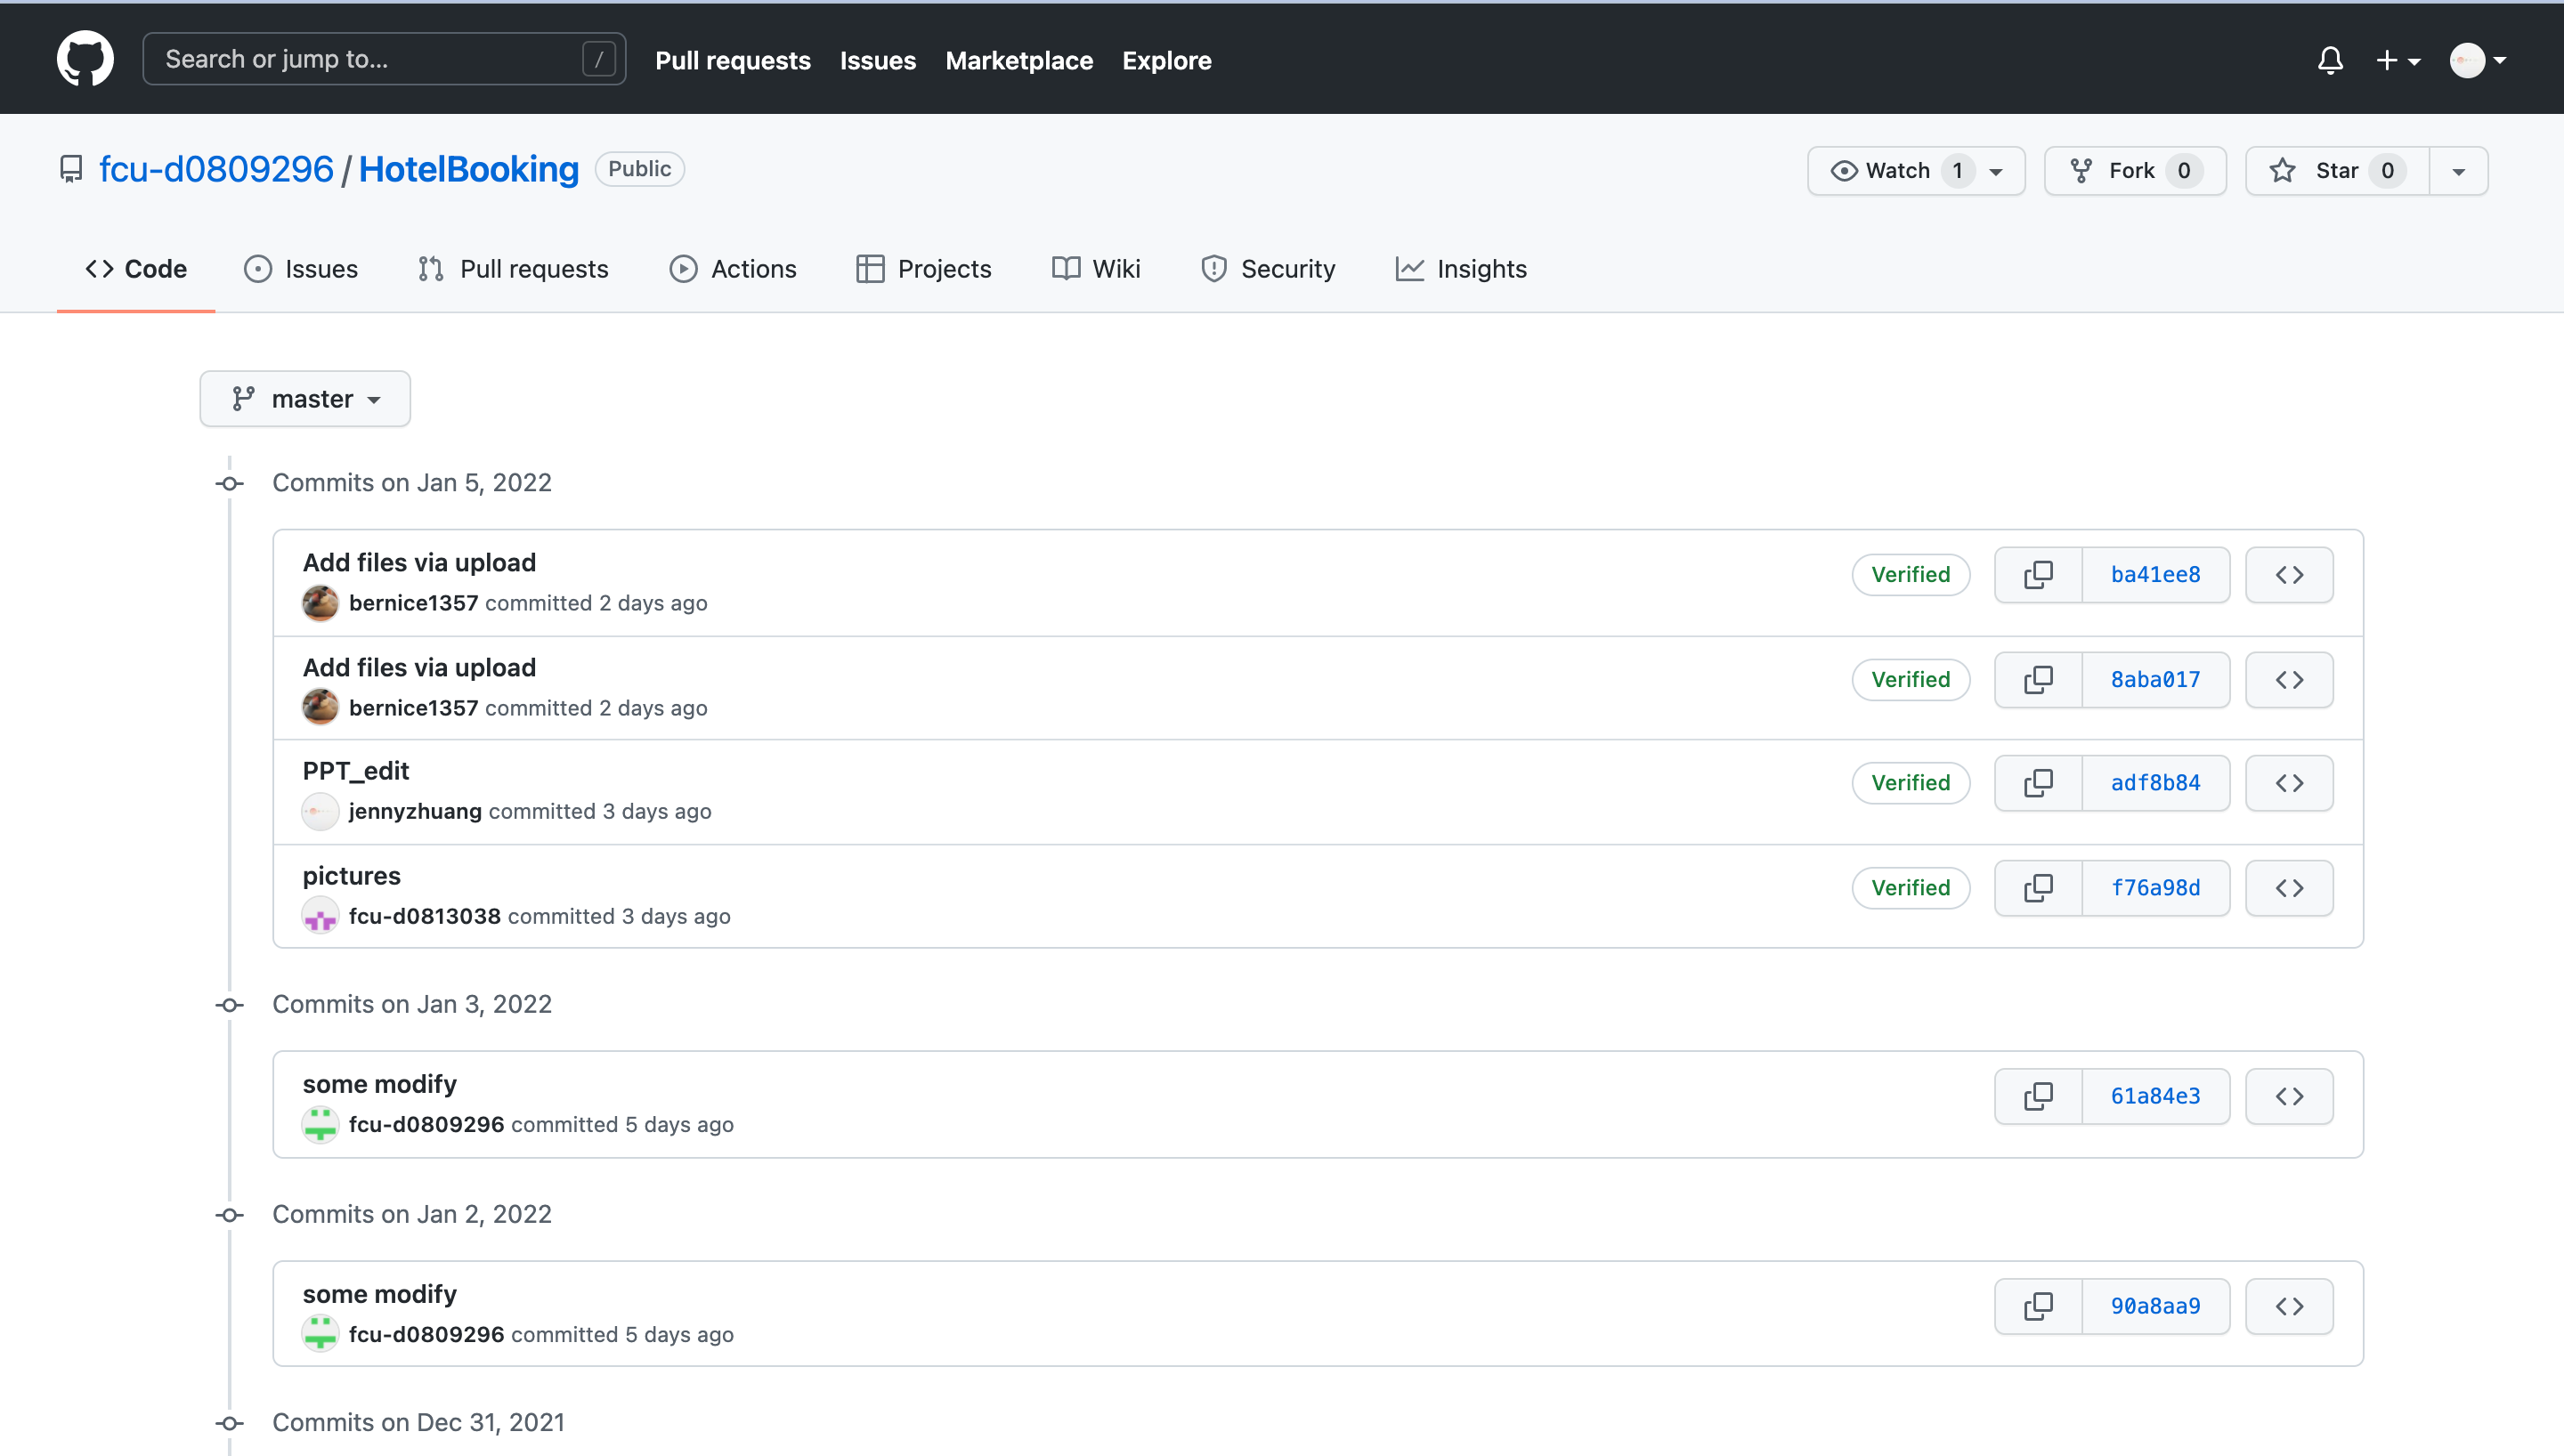 Search or jump to... / Pull requests Issues Marketplace Explore
fcu-d0809296 / HotelBooking Public Watch 1 Fork 0 Star 0
Code Issues Pull requests Actions Projects Wiki Security Insights
master
Commits on Jan 5, 2022
Add files via upload
bernice1357 committed 2 days ago
Verified ba41ee8
Add files via upload
bernice1357 committed 2 days ago
Verified 8aba017
PPT_edit
jennyzhuang committed 3 days ago
Verified adf8b84
pictures
fcu-d0813038 committed 3 days ago
Verified f76a98d
Commits on Jan 3, 2022
some modify
fcu-d0809296 committed 5 days ago
61a84e3
Commits on Jan 2, 2022
some modify
fcu-d0809296 committed 5 days ago
90a8aa9
Commits on Dec 31, 2021